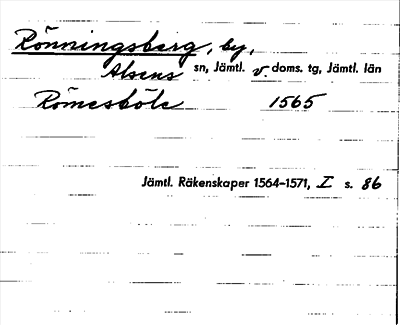 Rönningsberg, by,
Alsens sn, Jämtl. v. doms. tg, Jämtl. län
Römesböle 1565
Jämtl. Räkenskaper 1564-1571, I s. 86